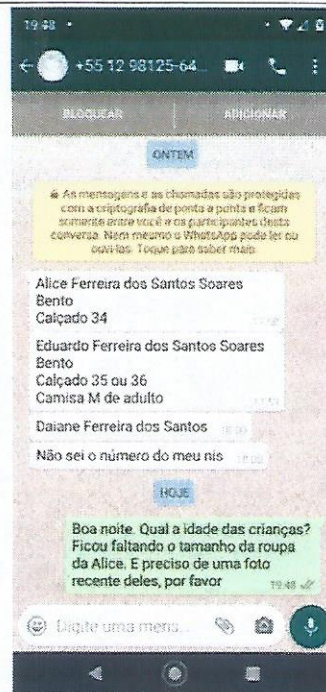 19:48
+55 12 98125-64...
BLOQUEAR ADICIONAR
ONTEM
As mensagens e as chamadas são protegidas
com a criptografia de ponta a ponta e ficam
somente entre você e os participantes desta
conversa. Nem mesmo o WhatsApp pode ler ou
ouvi-las. Toque para saber mais.
Alice Ferreira dos Santos Soares
Bento
Calçado 34
Eduardo Ferreira dos Santos Soares
Bento
Calçado 35 ou 36
Camisa M de adulto
Daiane Ferreira dos Santos
Não sei o número do meu nis
HOJE
Boa noite. Qual a idade das crianças?
Ficou faltando o tamanho da roupa
da Alice. E preciso de uma foto
recente deles, por favor
19:48
Digite uma mens...